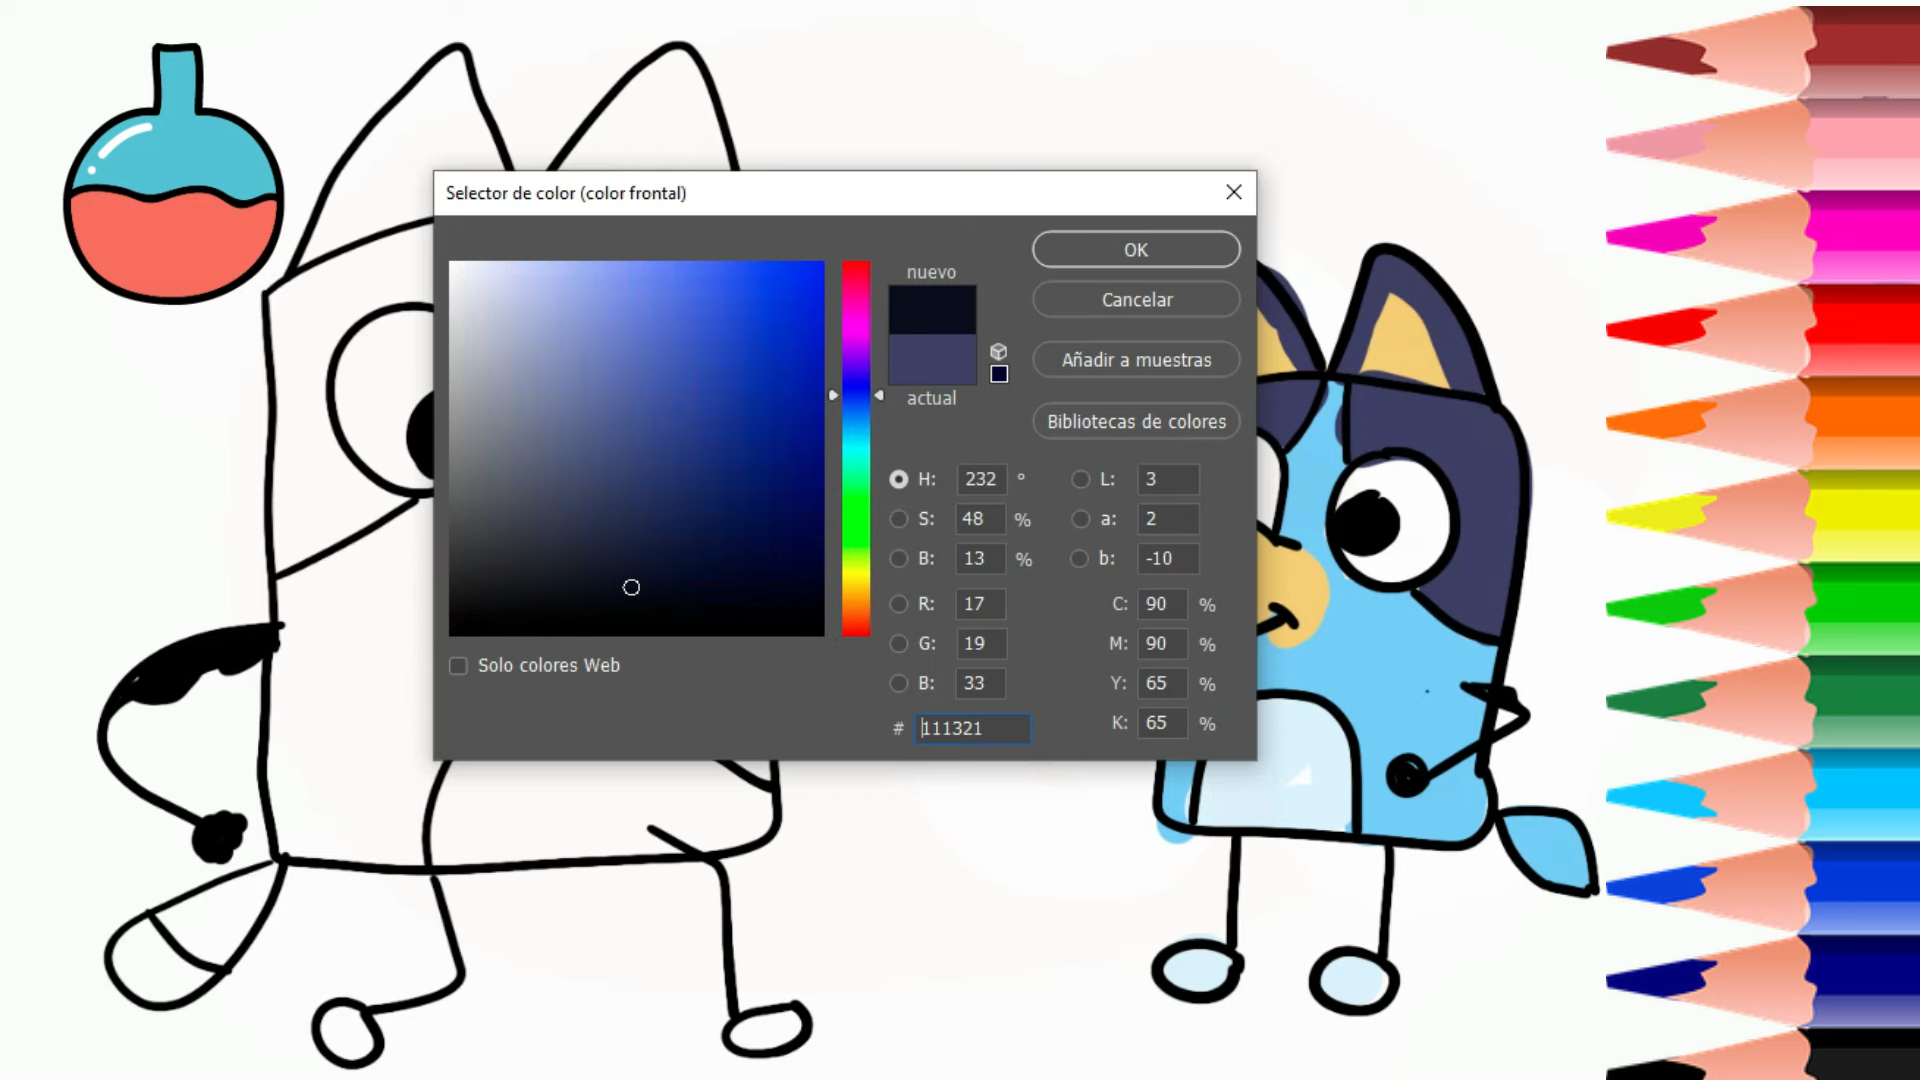 Selector de color (color frontal)
OK
nuevo
Cancelar
Añadir a muestras
actual
Bibliotecas de colores
H: 232 °
L: 3
S: 48 %
a: 2
B: 13 %
b: -10
R: 17
C: 90 %
G: 19
M: 90 %
Solo colores Web
B: 33
Y: 65 %
# 111321
K: 65 %